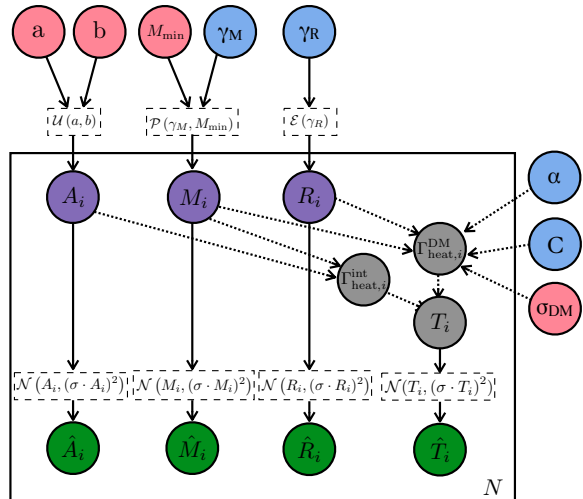 a b M_min γ_M γ_R
𝒰(a, b) 𝒫(γ_M, M_min) ℰ(γ_R)
α
A_i M_i R_i
Γ^DM_heat,i C
Γ^int_heat,i
σ_DM
T_i
𝒩(A_i, (σ · A_i)²) 𝒩(M_i, (σ · M_i)²) 𝒩(R_i, (σ · R_i)²) 𝒩(T_i, (σ · T_i)²)
Â_i M̂_i R̂_i T̂_i
N